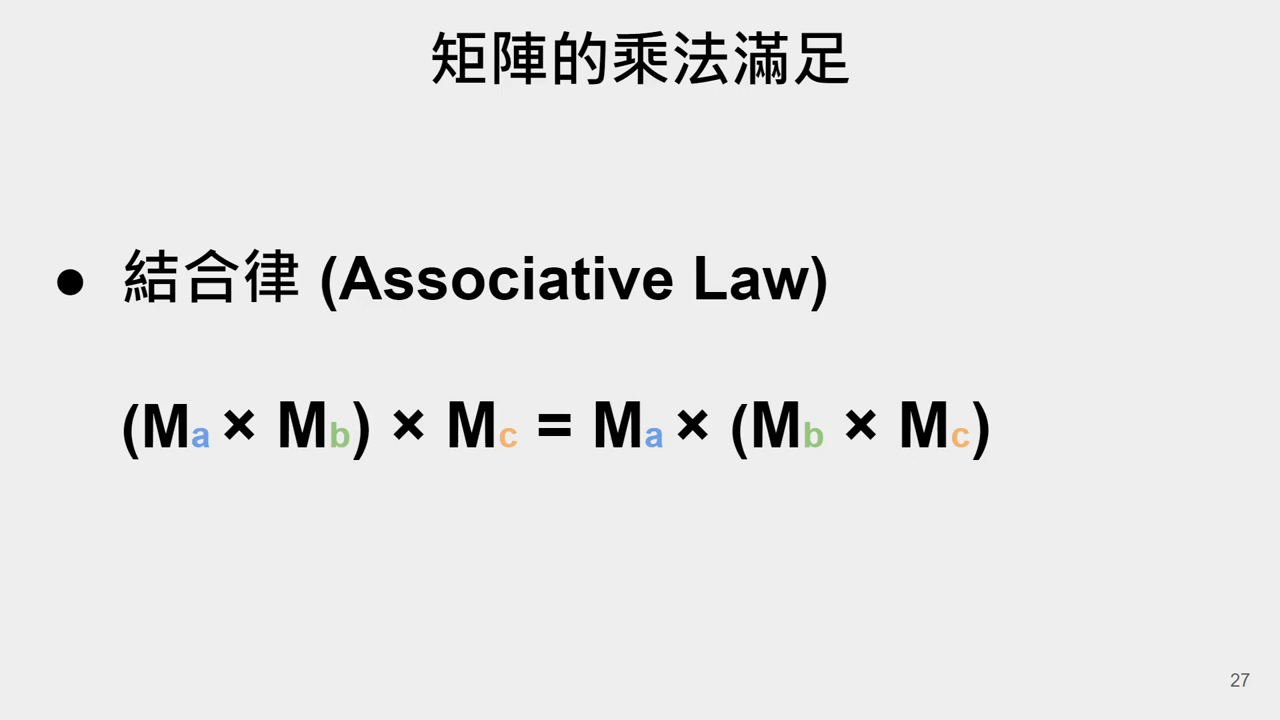 矩陣的乘法滿足
● 結合律 (Associative Law)
(Ma × Mb) × Mc = Ma × (Mb × Mc)
27